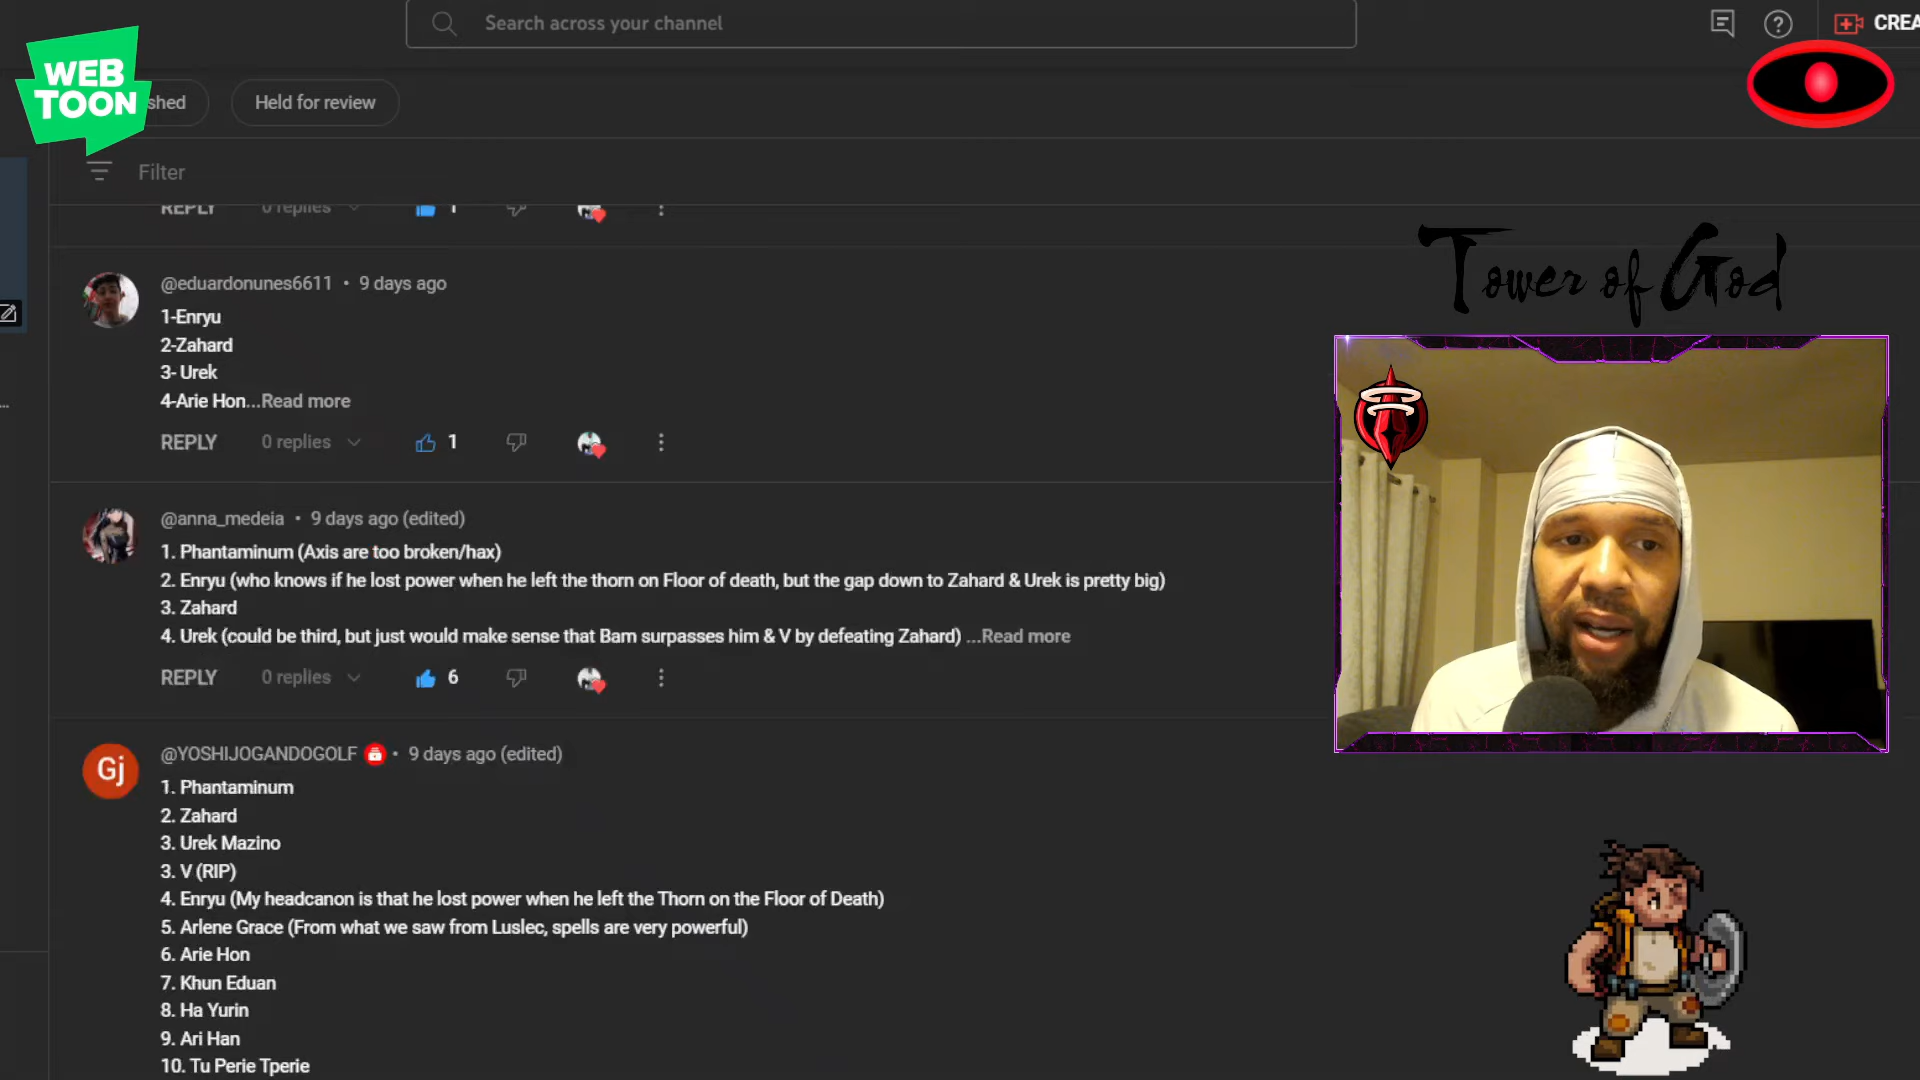 Search across your channel
CREA
WEB
TOON
shed
Held for review
Filter
REPLY
0 replies
1
@eduardonunes6611 • 9 days ago
1-Enryu
2-Zahard
3- Urek
4-Arie Hon...Read more
REPLY
0 replies
1
Tower of God
@anna_medeia • 9 days ago (edited)
1. Phantaminum (Axis are too broken/hax)
2. Enryu (who knows if he lost power when he left the thorn on Floor of death, but the gap down to Zahard & Urek is pretty big)
3. Zahard
4. Urek (could be third, but just would make sense that Bam surpasses him & V by defeating Zahard) ...Read more
REPLY
0 replies
6
Gj
@YOSHIJOGANDOGOLF • 9 days ago (edited)
1. Phantaminum
2. Zahard
3. Urek Mazino
3. V (RIP)
4. Enryu (My headcanon is that he lost power when he left the Thorn on the Floor of Death)
5. Arlene Grace (From what we saw from Luslec, spells are very powerful)
6. Arie Hon
7. Khun Eduan
8. Ha Yurin
9. Ari Han
10. Tu Perie Tperie